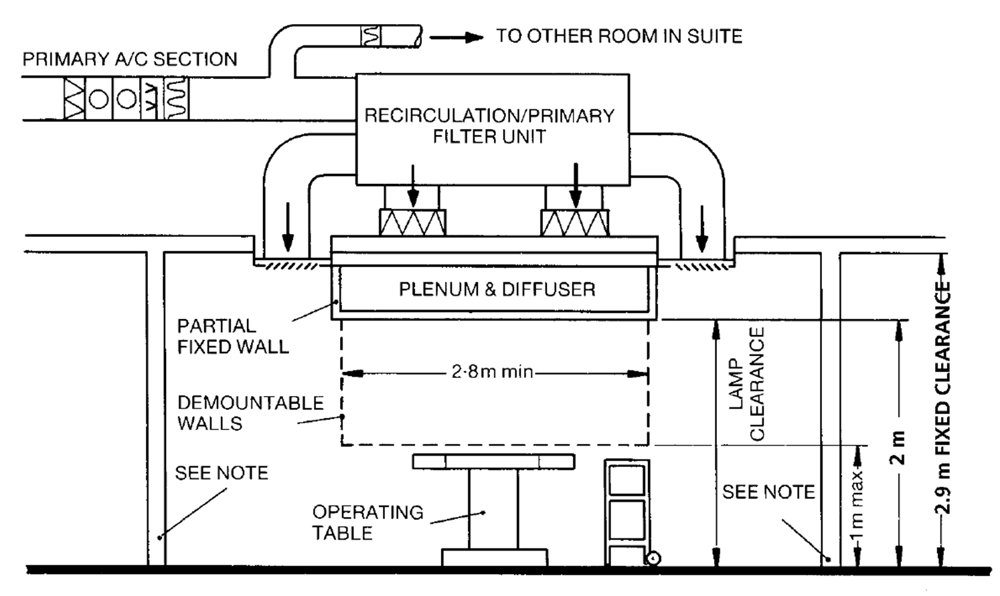 TO OTHER ROOM IN SUITE
PRIMARY A/C SECTION
RECIRCULATION/PRIMARY
FILTER UNIT
PLENUM & DIFFUSER
PARTIAL
FIXED WALL
2·8m min
LAMP
CLEARANCE
2.9 m FIXED CLEARANCE
DEMOUNTABLE
WALLS
2 m
SEE NOTE
SEE NOTE
1m max
OPERATING
TABLE